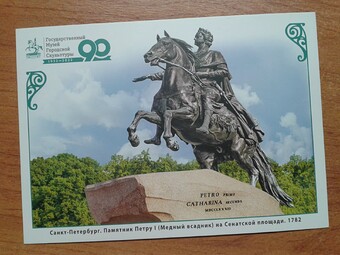 Государственный
Музей
Городской
Скульптуры
90
PETRO PRIMO
CATHARINA SECUNDA
MDCCLXXXII
Санкт-Петербург. Памятник Петру I (Медный всадник) на Сенатской площади. 1782